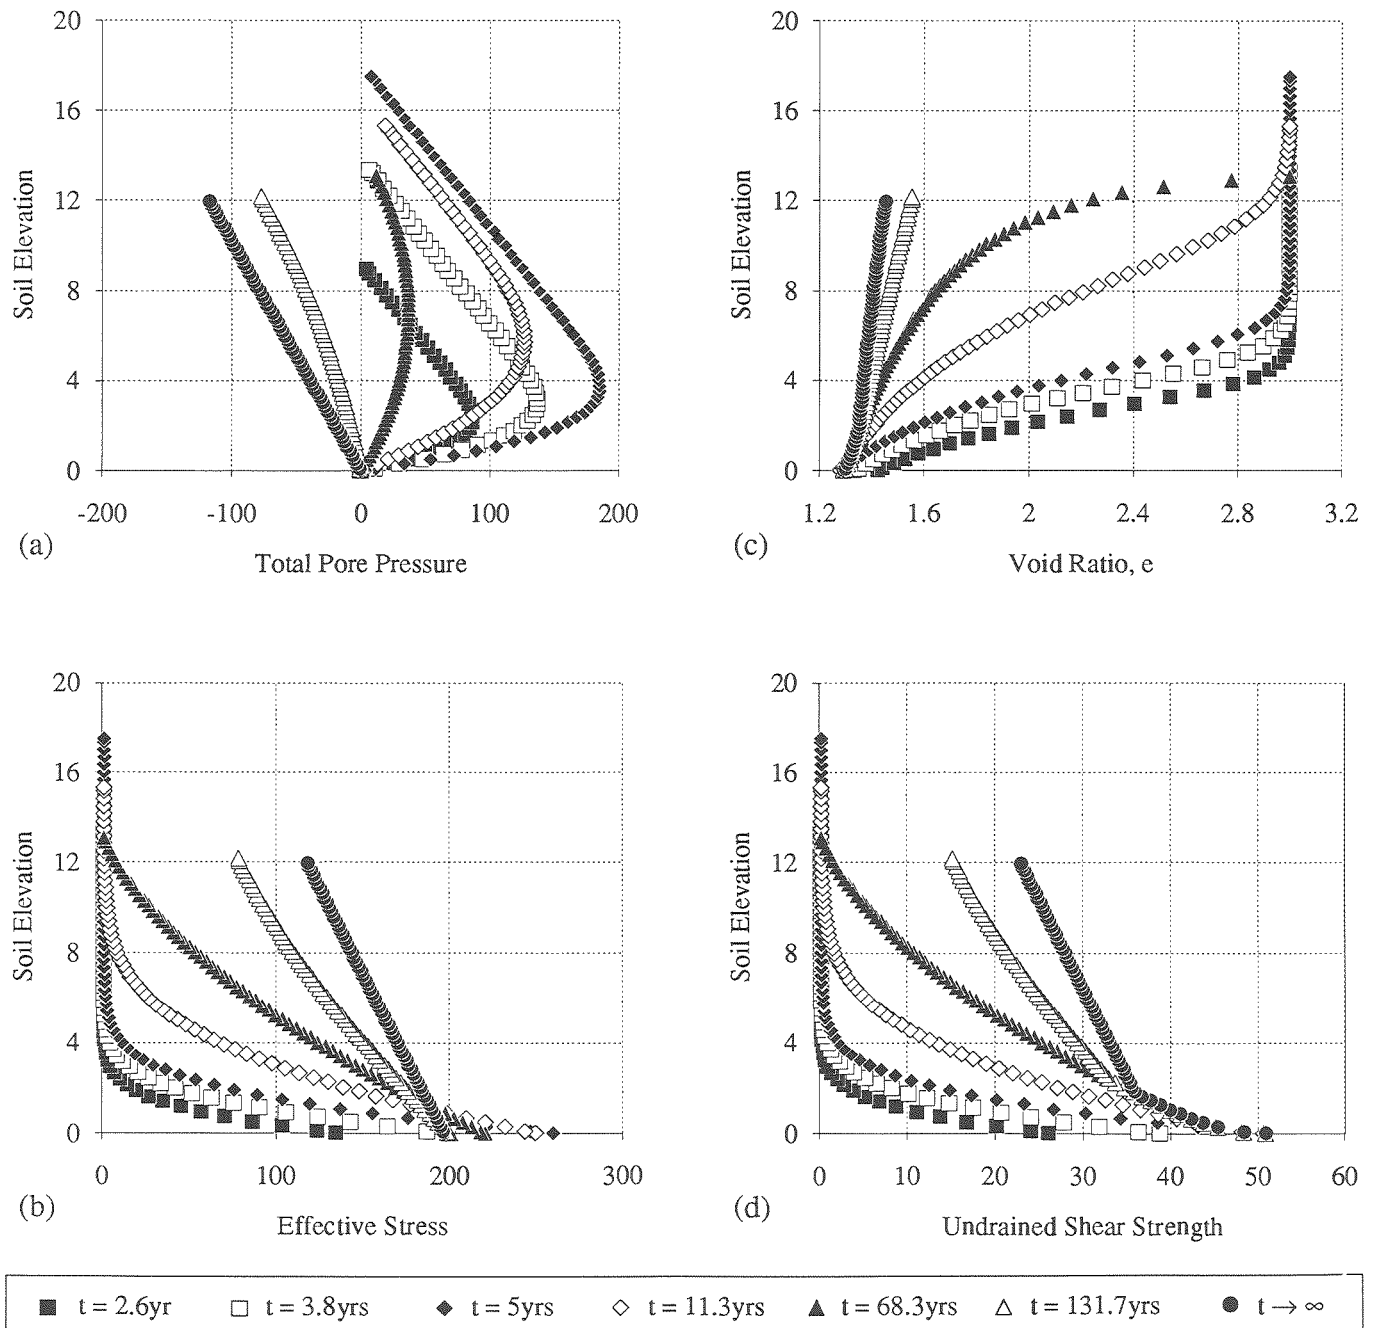 20
16
12
8
4
0
Soil Elevation
-200 -100 0 100 200
(a)
Total Pore Pressure
20
16
12
8
4
0
Soil Elevation
1.2 1.6 2 2.4 2.8 3.2
(c)
Void Ratio, e
20
16
12
8
4
0
Soil Elevation
0 100 200 300
(b)
Effective Stress
20
16
12
8
4
0
Soil Elevation
0 10 20 30 40 50 60
(d)
Undrained Shear Strength
t = 2.6yr t = 3.8yrs t = 5yrs t = 11.3yrs t = 68.3yrs t = 131.7yrs t → ∞